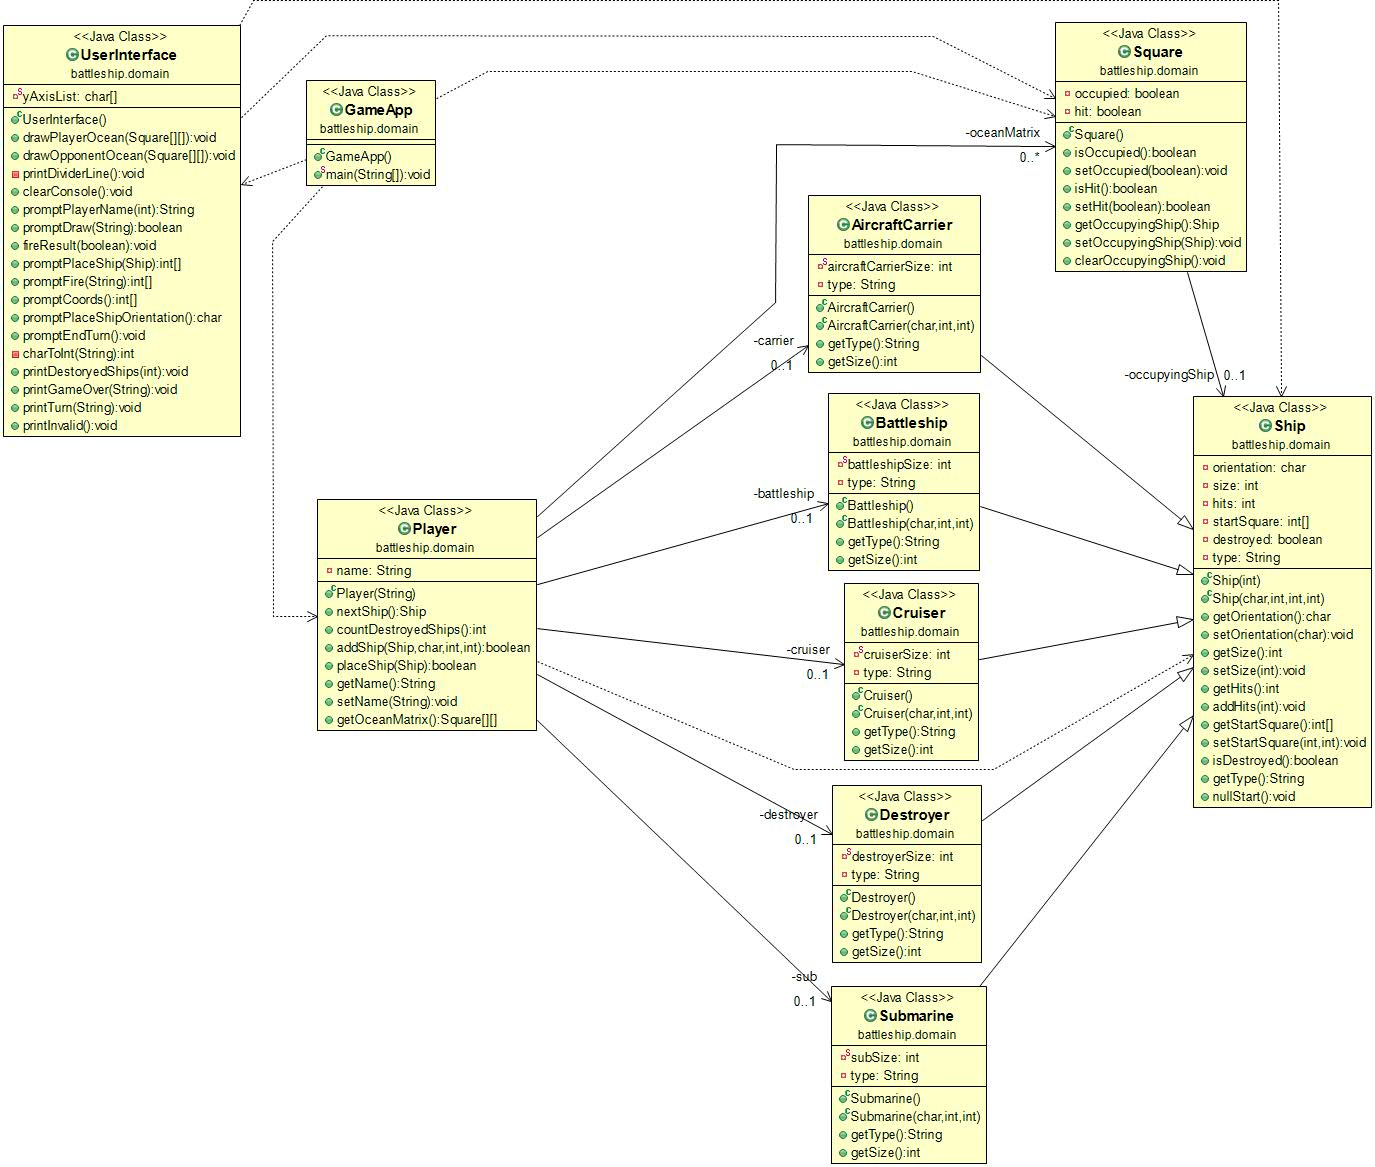 <<Java Class>>
UserInterface
battleship.domain
yAxisList: char[]
UserInterface()
drawPlayerOcean(Square[][]):void
drawOpponentOcean(Square[][]):void
printDividerLine():void
clearConsole():void
promptPlayerName(int):String
promptDraw(String):boolean
fireResult(boolean):void
promptPlaceShip(Ship):int[]
promptFire(String):int[]
promptCoords():int[]
promptPlaceShipOrientation():char
promptEndTurn():void
charToInt(String):int
printDestoryedShips(int):void
printGameOver(String):void
printTurn(String):void
printInvalid():void
<<Java Class>>
GameApp
battleship.domain
GameApp()
main(String[]):void
<<Java Class>>
Square
battleship.domain
occupied: boolean
hit: boolean
Square()
isOccupied():boolean
setOccupied(boolean):void
isHit():boolean
setHit(boolean):boolean
getOccupyingShip():Ship
setOccupyingShip(Ship):void
clearOccupyingShip():void
-oceanMatrix
0..*
<<Java Class>>
AircraftCarrier
battleship.domain
aircraftCarrierSize: int
type: String
AircraftCarrier()
AircraftCarrier(char,int,int)
getType():String
getSize():int
-carrier
0..1
-occupyingShip
0..1
<<Java Class>>
Battleship
battleship.domain
battleshipSize: int
type: String
Battleship()
Battleship(char,int,int)
getType():String
getSize():int
-battleship
0..1
<<Java Class>>
Ship
battleship.domain
orientation: char
size: int
hits: int
startSquare: int[]
destroyed: boolean
type: String
Ship(int)
Ship(char,int,int,int)
getOrientation():char
setOrientation(char):void
getSize():int
setSize(int):void
getHits():int
addHits(int):void
getStartSquare():int[]
setStartSquare(int,int):void
isDestroyed():boolean
getType():String
nullStart():void
<<Java Class>>
Player
battleship.domain
name: String
Player(String)
nextShip():Ship
countDestroyedShips():int
addShip(Ship,char,int,int):boolean
placeShip(Ship):boolean
getName():String
setName(String):void
getOceanMatrix():Square[][]
<<Java Class>>
Cruiser
battleship.domain
cruiserSize: int
type: String
Cruiser()
Cruiser(char,int,int)
getType():String
getSize():int
-cruiser
0..1
<<Java Class>>
Destroyer
battleship.domain
destroyerSize: int
type: String
Destroyer()
Destroyer(char,int,int)
getType():String
getSize():int
-destroyer
0..1
-sub
0..1
<<Java Class>>
Submarine
battleship.domain
subSize: int
type: String
Submarine()
Submarine(char,int,int)
getType():String
getSize():int